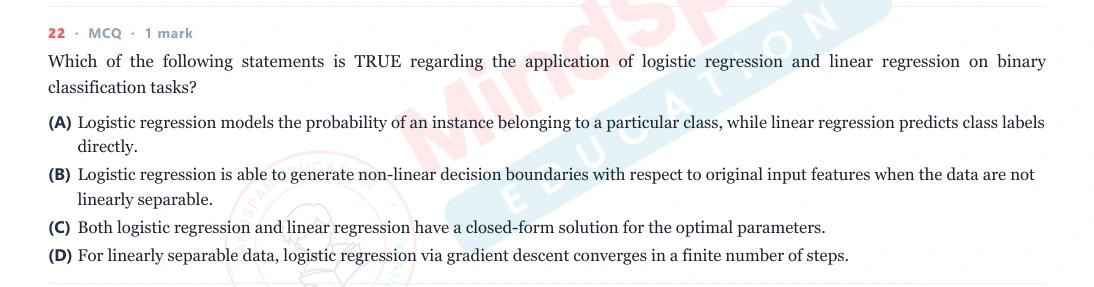 22 · MCQ · 1 mark
Which of the following statements is TRUE regarding the application of logistic regression and linear regression on binary
classification tasks?
(A) Logistic regression models the probability of an instance belonging to a particular class, while linear regression predicts class labels
directly.
(B) Logistic regression is able to generate non-linear decision boundaries with respect to original input features when the data are not
linearly separable.
(C) Both logistic regression and linear regression have a closed-form solution for the optimal parameters.
(D) For linearly separable data, logistic regression via gradient descent converges in a finite number of steps.
MindSp
EDUCATION